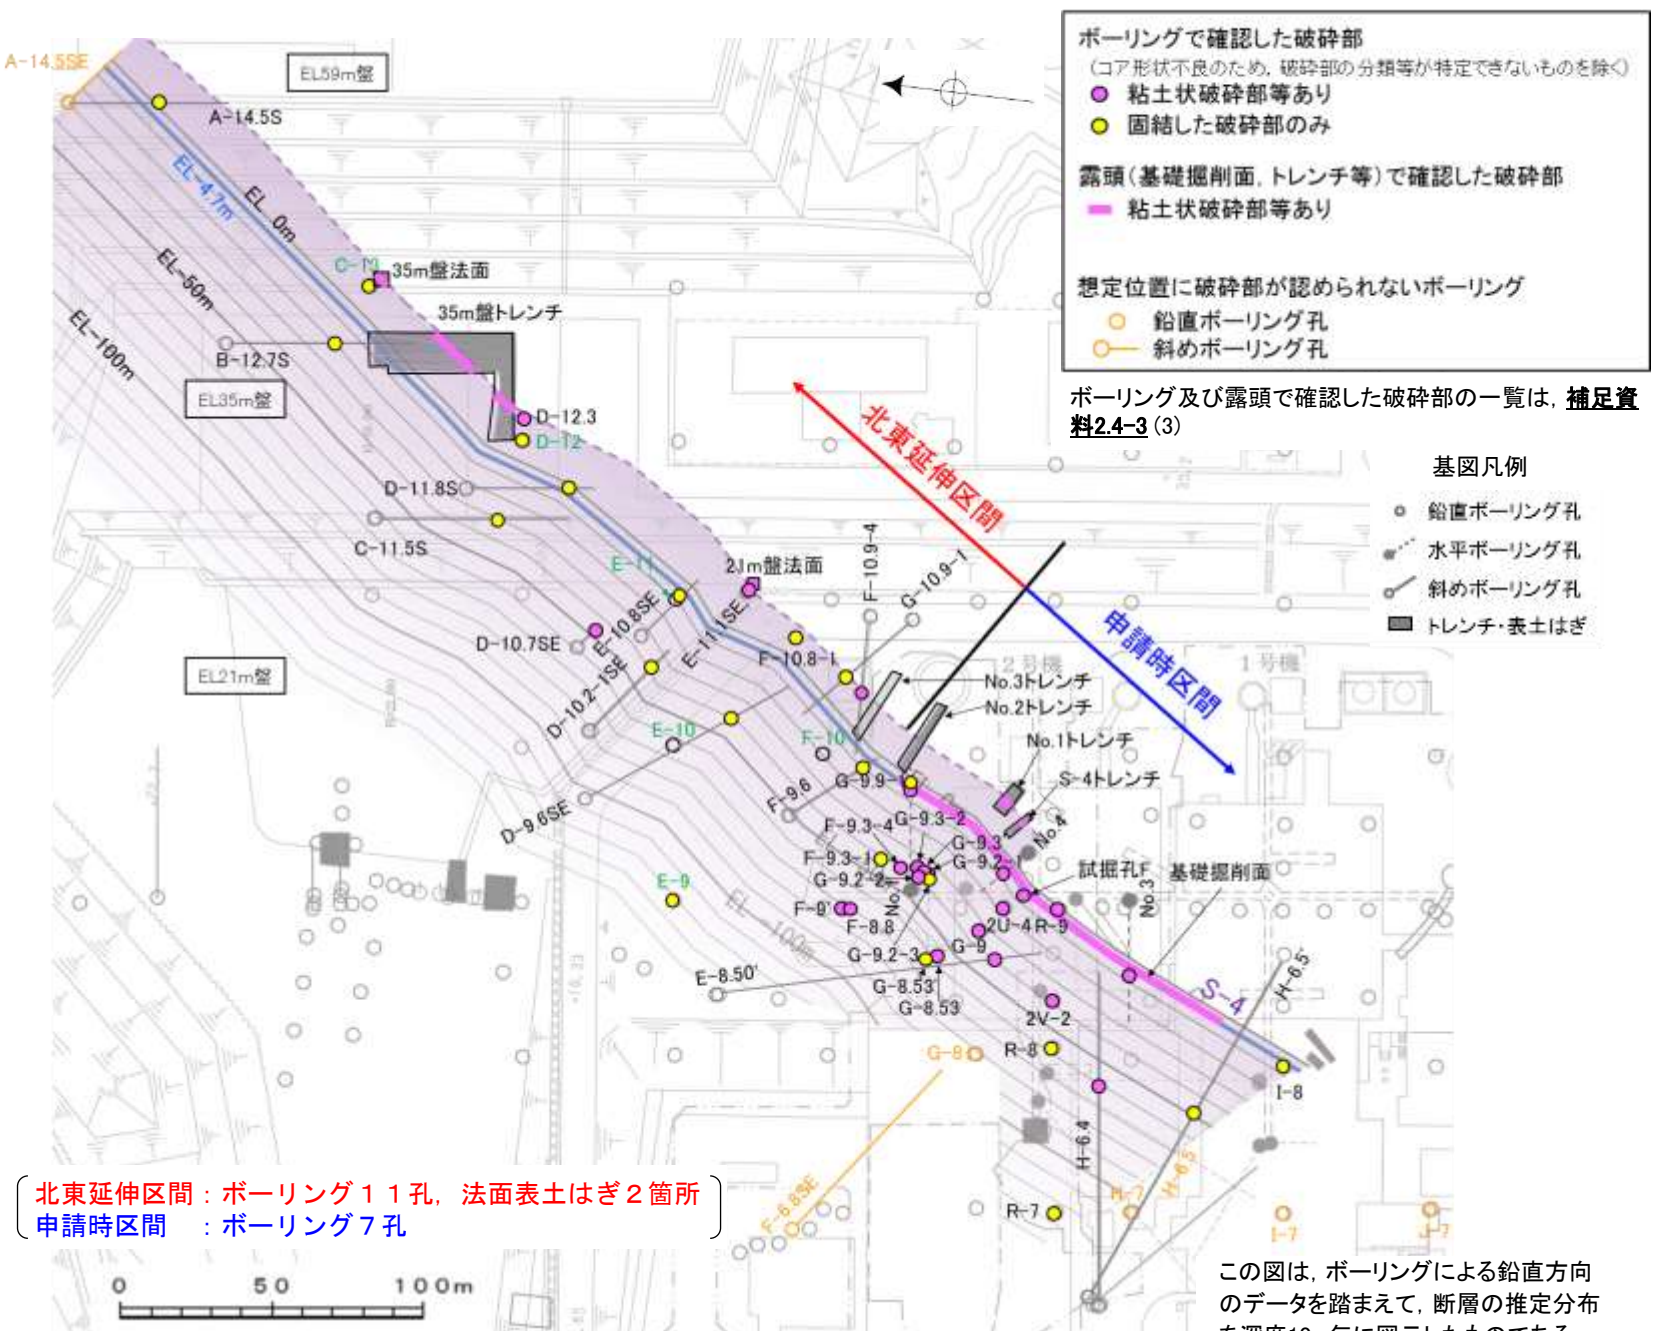 ボーリングで確認した破砕部
(コア形状不良のため，破砕部の分類等が特定できないものを除く)
粘土状破砕部等あり
固結した破砕部のみ
露頭(基礎掘削面，トレンチ等)で確認した破砕部
粘土状破砕部等あり
想定位置に破砕部が認められないボーリング
鉛直ボーリング孔
斜めボーリング孔
ボーリング及び露頭で確認した破砕部の一覧は，補足資
料2.4-3(3)
基図凡例
鉛直ボーリング孔
水平ボーリング孔
斜めボーリング孔
トレンチ・表土はぎ
A-14.5SE
EL59m盤
A-14.5S
EL-4.7m
EL 0m
EL-50m
EL-100m
C-13
35m盤法面
35m盤トレンチ
B-12.7S
EL35m盤
D-12.3
D-12
D-11.8S
C-11.5S
北東延伸区間
申請時区間
E-11
21m盤法面
F-10.9-4
G-10.9-1
E-10.8SE
E-11.1SE
D-10.7SE
F-10.8-1
D-10.2-1SE
EL21m盤
2号機
1号機
No.3トレンチ
No.2トレンチ
No.1トレンチ
S-4トレンチ
E-10
F-10
G-9.9-
F-9.6
D-9.6SE
F-9.3-4
G-9.3-2
G-9.3
No.4
F-9.3-1
G-9.2-1
G-9.2-2
試掘孔F
基礎掘削面
E-9
F-9'
F-8.8
2U-4
R-9
No.3
G-9
EL-100m
G-9.2-3
E-8.50'
G-8.53'
G-8.53
S-4
H-6.5'
2V-2
G-8
R-8
I-8
H-6.4
H-6.5
F-6.8SE
R-7
H-7
I-7
J-7
北東延伸区間：ボーリング１１孔，法面表土はぎ２箇所
申請時区間　：ボーリング７孔
0 50 100m
この図は，ボーリングによる鉛直方向
のデータを踏まえて，断層の推定分布